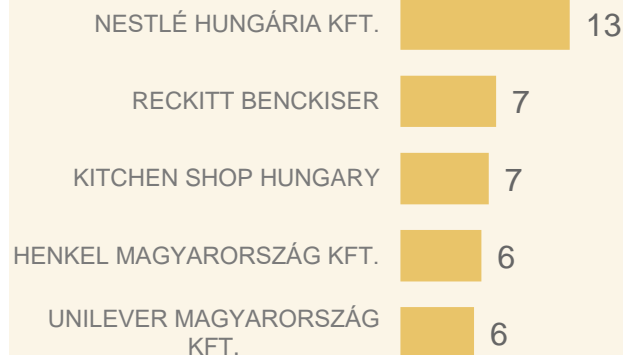 NESTLÉ HUNGÁRIA KFT. 13
RECKITT BENCKISER 7
KITCHEN SHOP HUNGARY 7
HENKEL MAGYARORSZÁG KFT. 6
UNILEVER MAGYARORSZÁG
KFT. 6